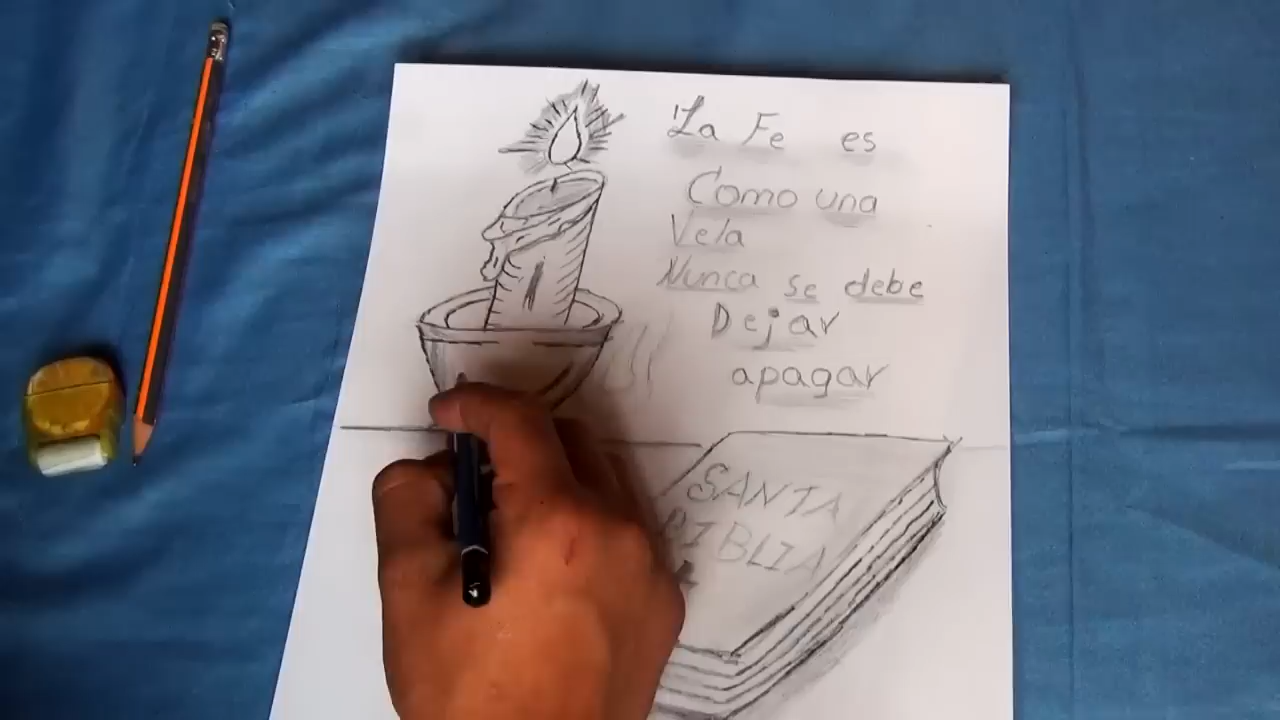 La Fe es
Como una
Vela
Nunca se debe
Dejar
apagar
SANTA
BIBLIA